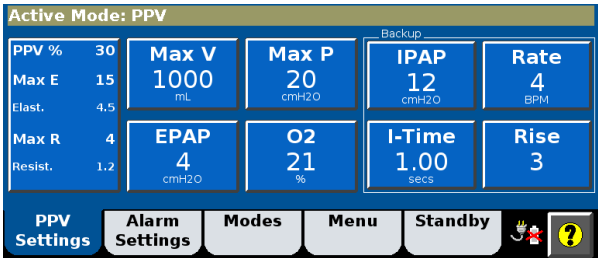 Active Mode: PPV
Backup
PPV % 30
Max E 15
Elast. 4.5
Max R 4
Resist. 1.2
Max V
1000
mL
Max P
20
cmH2O
IPAP
12
cmH2O
Rate
4
BPM
EPAP
4
cmH2O
O2
21
%
I-Time
1.00
secs
Rise
3
PPV
Settings
Alarm
Settings
Modes
Menu
Standby
?